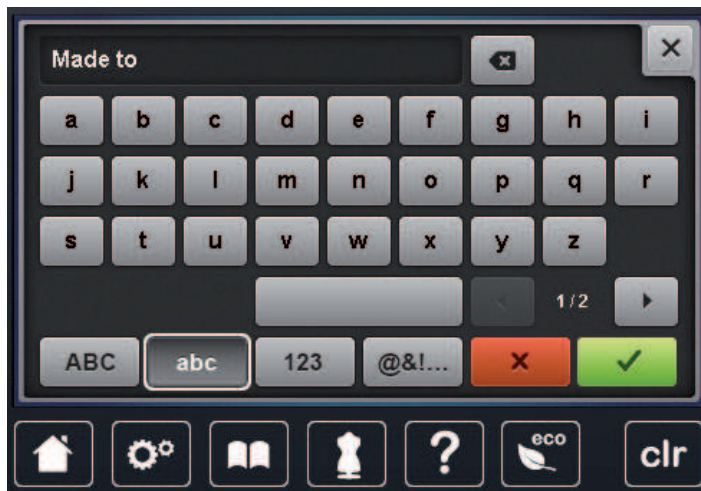 Made to
a b c d e f g h i
j k l m n o p q r
s t u v w x y z
1/2
ABC abc 123 @&!...
? eco clr